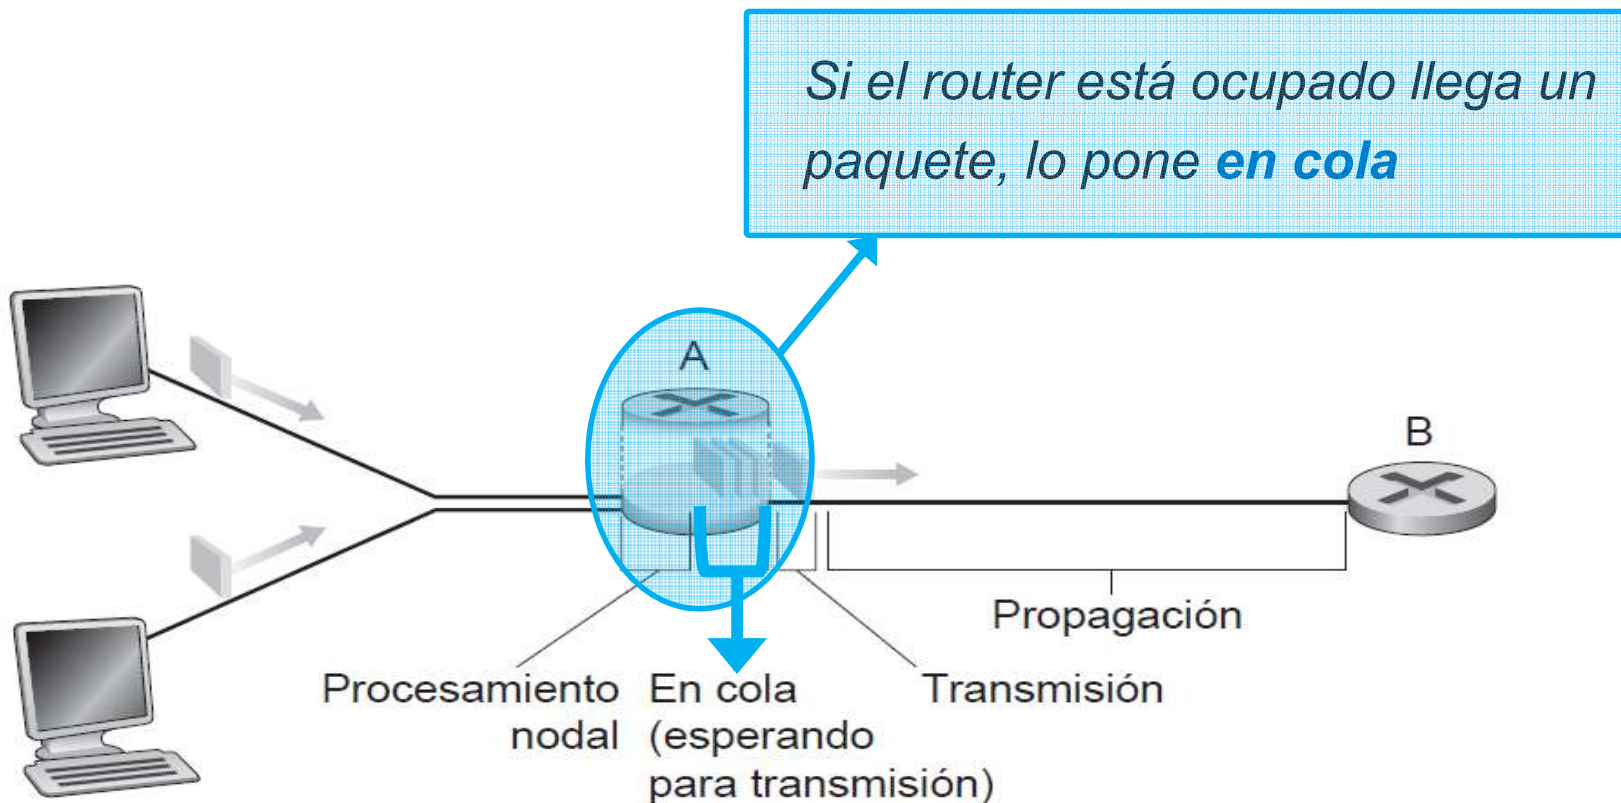 Si el router está ocupado llega un
paquete, lo pone en cola
A
B
Propagación
Procesamiento
nodal
En cola
(esperando
para transmisión)
Transmisión